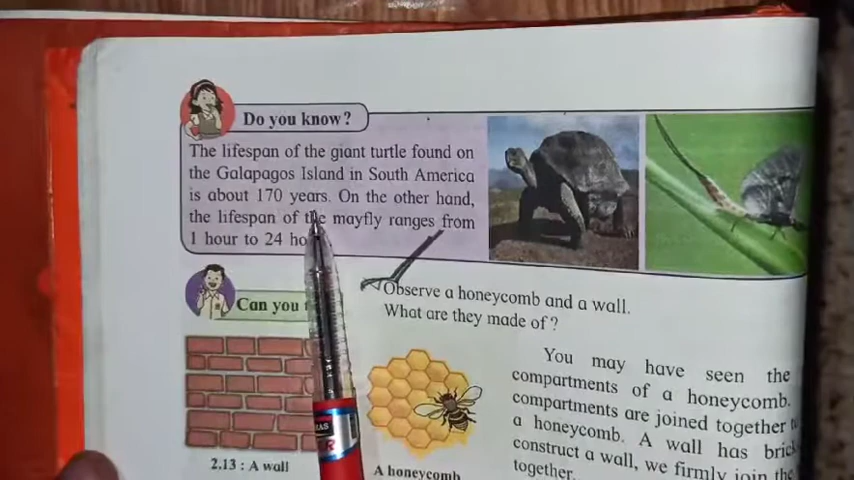 Do you know?
The lifespan of the giant turtle found on
the Galapagos Island in South America
is about 170 years. On the other hand,
the lifespan of the mayfly ranges from
1 hour to 24
Can you
Observe a honeycomb and a wall.
What are they made of ?
You may have seen the
compartments of a honeycomb.
compartments are joined together
a honeycomb. A wall has
construct a wall, we firmly join the
together.
2.13 : A wall
A honeycomb